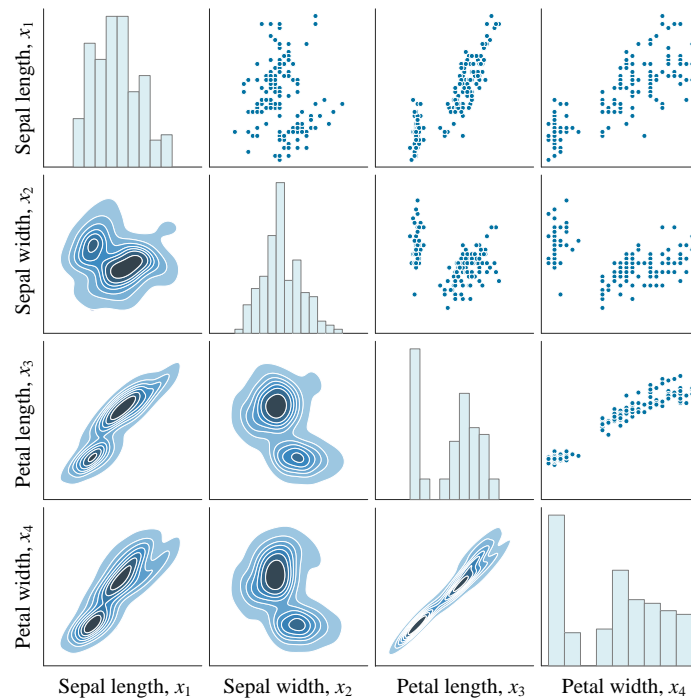 Sepal length, x₁
Sepal width, x₂
Petal length, x₃
Petal width, x₄
Sepal length, x₁
Sepal width, x₂
Petal length, x₃
Petal width, x₄